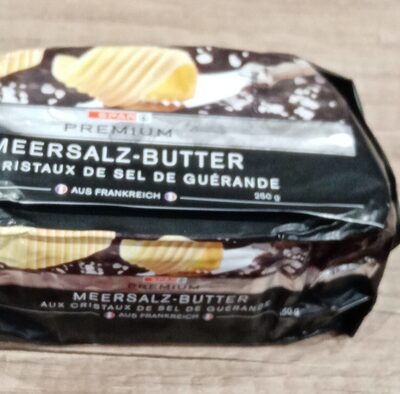 SPAR
PREMIUM
MEERSALZ-BUTTER
CRISTAUX DE SEL DE GUÉRANDE
AUS FRANKREICH
250 g
PREMIUM
MEERSALZ-BUTTER
AUX CRISTAUX DE SEL DE GUÉRANDE
AUS FRANKREICH